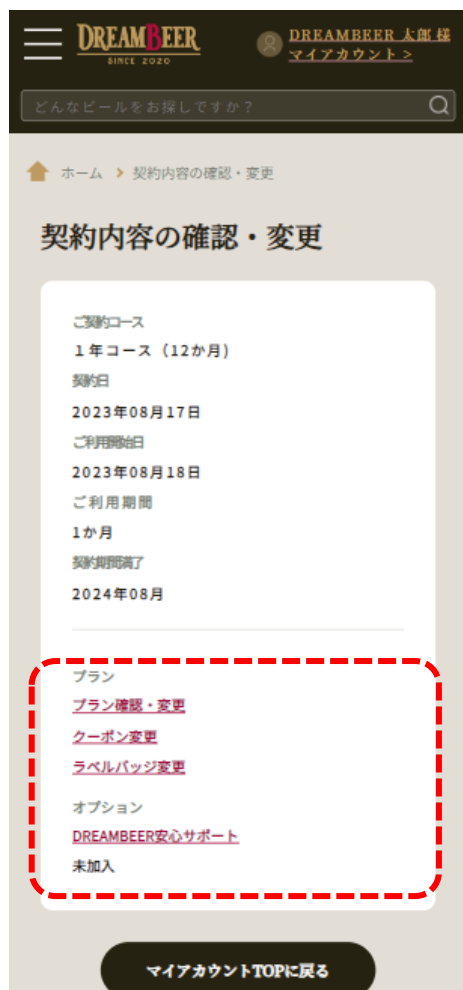 DREAMBEER
SINCE 2020
DREAMBEER 太郎 様
マイアカウント >
どんなビールをお探しですか？
ホーム > 契約内容の確認・変更
契約内容の確認・変更
ご契約コース
１年コース（12か月)
契約日
2023年08月17日
ご利用開始日
2023年08月18日
ご利用期間
1か月
契約期間満了
2024年08月
プラン
プラン確認・変更
クーポン変更
ラベルバッジ変更
オプション
DREAMBEER安心サポート
未加入
マイアカウントTOPに戻る